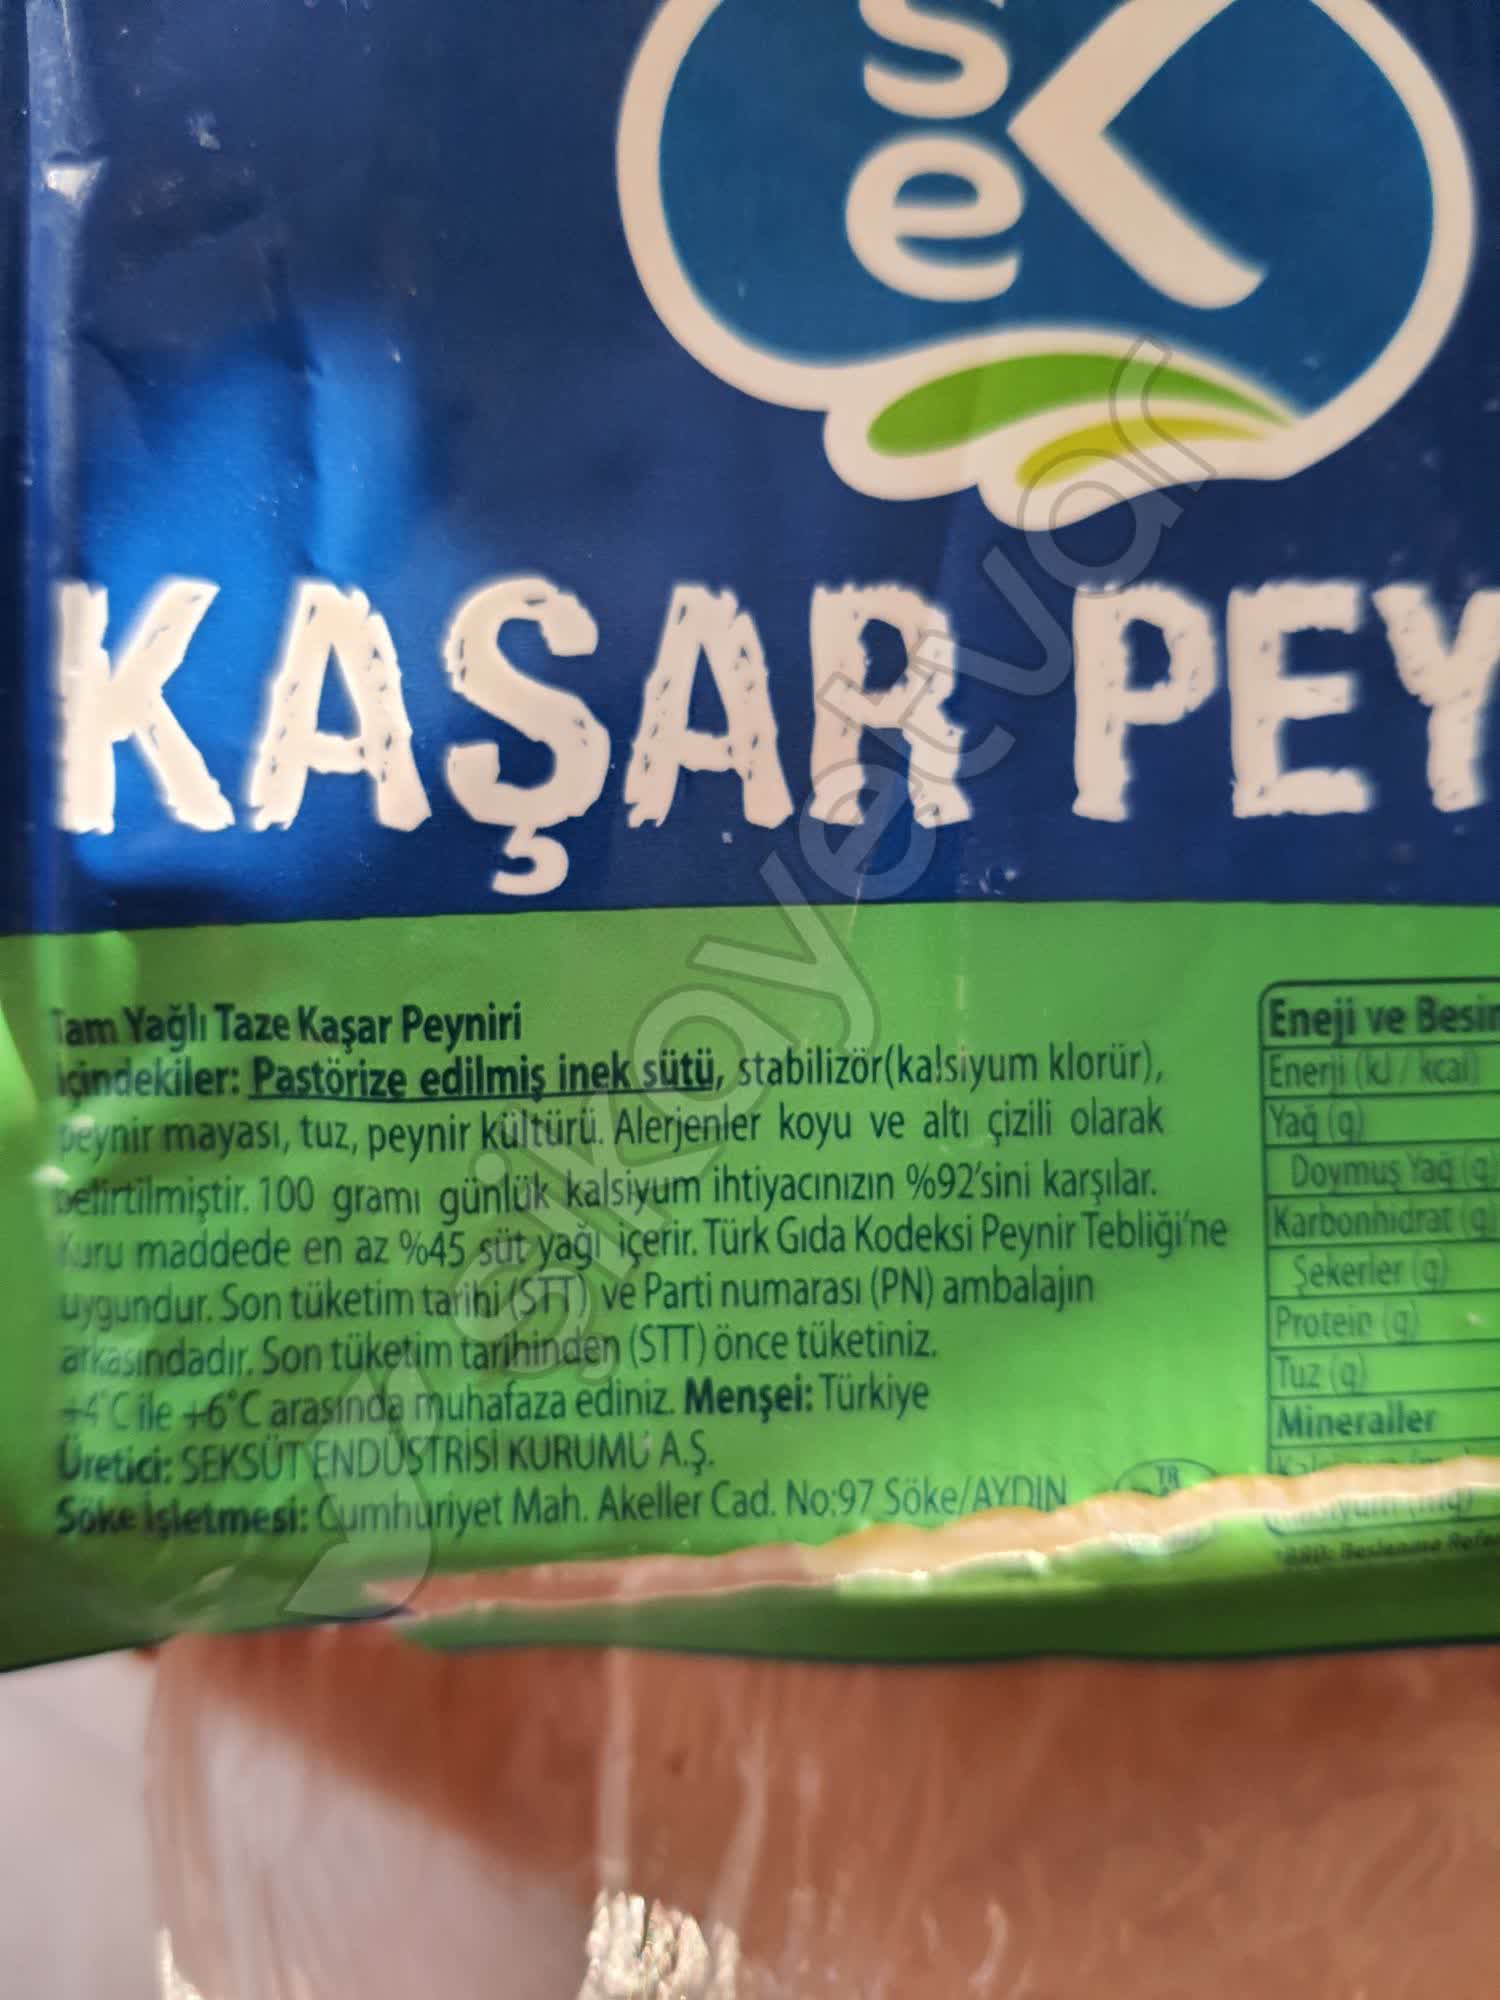 sek
KAŞAR PEY
Tam Yağlı Taze Kaşar Peyniri
İçindekiler: Pastörize edilmiş inek sütü, stabilizör(kalsiyum klorür),
peynir mayası, tuz, peynir kültürü. Alerjenler koyu ve altı çizili olarak
belirtilmiştir. 100 gramı günlük kalsiyum ihtiyacınızın %92'sini karşılar.
Kuru maddede en az %45 süt yağı içerir. Türk Gıda Kodeksi Peynir Tebliği'ne
uygundur. Son tüketim tarihi (STT) ve Parti numarası (PN) ambalajın
arkasındadır. Son tüketim tarihinden (STT) önce tüketiniz.
+4°C ile +6°C arasında muhafaza ediniz. Menşei: Türkiye
Üretici: SEKSÜT ENDÜSTRİSİ KURUMU A.Ş.
Söke İşletmesi: Cumhuriyet Mah. Akeller Cad. No:97 Söke/AYDIN
TR
Eneji ve Besin
Enerji (kJ / kcal)
Yağ (g)
Doymuş Yağ (g)
Karbonhidrat (g)
Şekerler (g)
Protein (g)
Tuz (g)
Mineraller
şikayetvar